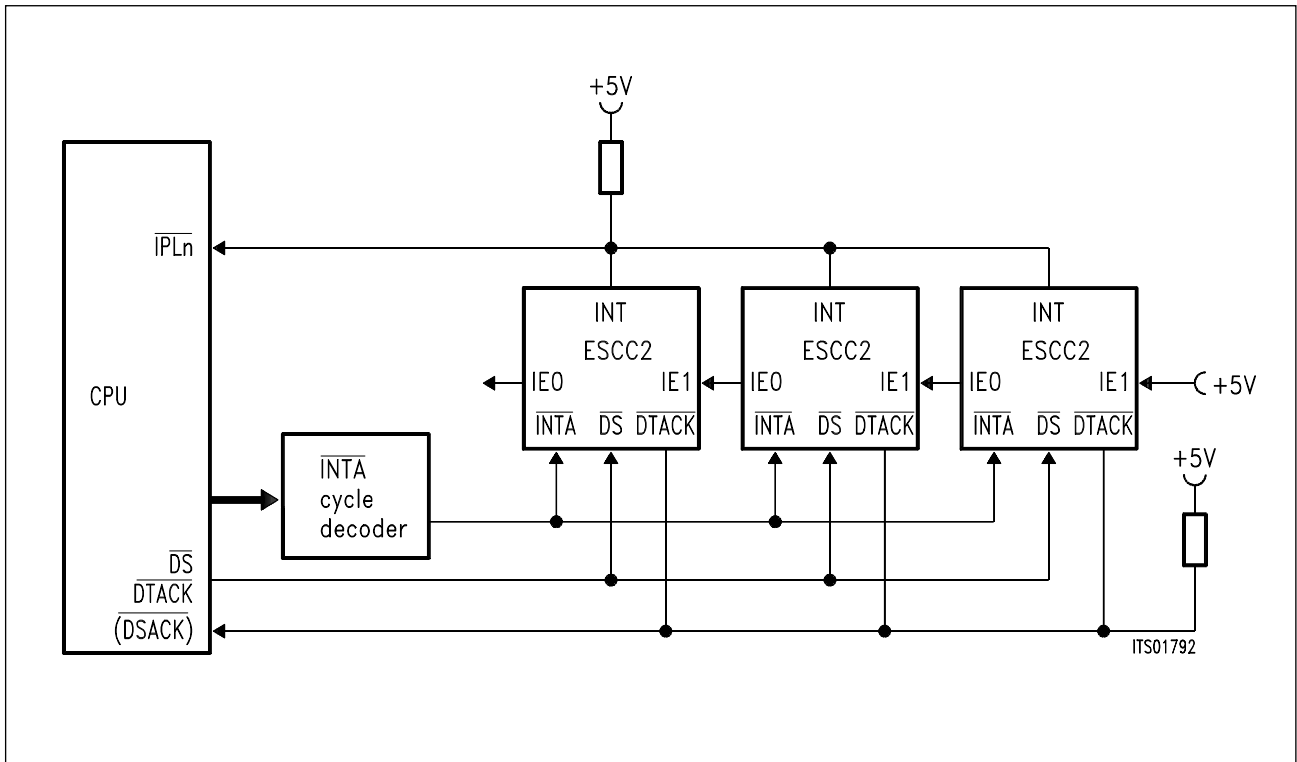 +5V
IPLn
CPU
INT
ESCC2
IE0
IE1
INTA DS DTACK
INT
ESCC2
IE0
IE1
INTA DS DTACK
INT
ESCC2
IE0
IE1
INTA DS DTACK
+5V
+5V
INTA
cycle
decoder
DS
DTACK
(DSACK)
ITS01792